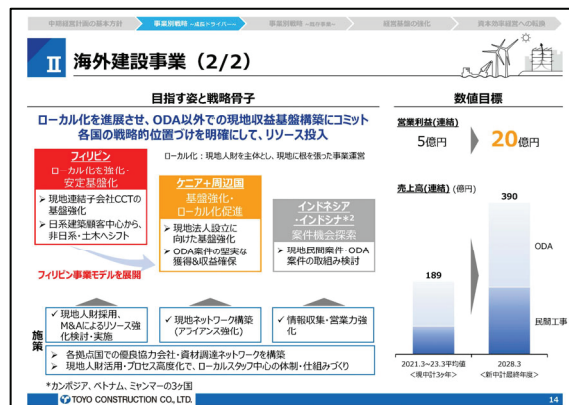 中期経営計画の基本方針
事業別戦略 ~成長ドライバー~
事業別戦略 ~既存事業~
経営基盤の強化
資本効率経営への転換
Ⅱ
海外建設事業（2/2）
目指す姿と戦略骨子
数値目標
ローカル化を進展させ、ODA以外での現地収益基盤構築にコミット
各国の戦略的位置づけを明確にして、リソース投入
フィリピン
ローカル化を強化・
安定基盤化
➢ 現地連結子会社CCTの
基盤強化
➢ 日系建築顧客中心から、
非日系・土木へシフト
ローカル化：現地人財を主体とし、現地に根を張った事業運営
ケニア＋周辺国
基盤強化・
ローカル化促進
➢ 現地法人設立に
向けた基盤強化
➢ ODA案件の堅実な
獲得&収益確保
インドネシア
・インドシナ*2
案件機会探索
➢ 現地民間案件・ODA
案件の取組み検討
フィリピン事業モデルを展開
施策
✓ 現地人財採用、
M&Aによるリソース強
化検討・実施
✓ 現地ネットワーク構築
（アライアンス強化）
✓ 情報収集・営業力強
化
➢ 各拠点国での優良協力会社・資材調達ネットワークを構築
➢ 現地人財活用・プロセス高度化で、ローカルスタッフ中心の体制・仕組みづくり
*カンボジア、ベトナム、ミャンマーの3ヶ国
営業利益(連結)
5億円
20億円
売上高(連結) (億円)
390
189
ODA
民間工事
2021.3~23.3平均値
<現中計3ヶ年>
2028.3
<新中計最終年度>
TOYO CONSTRUCTION CO., LTD.
14